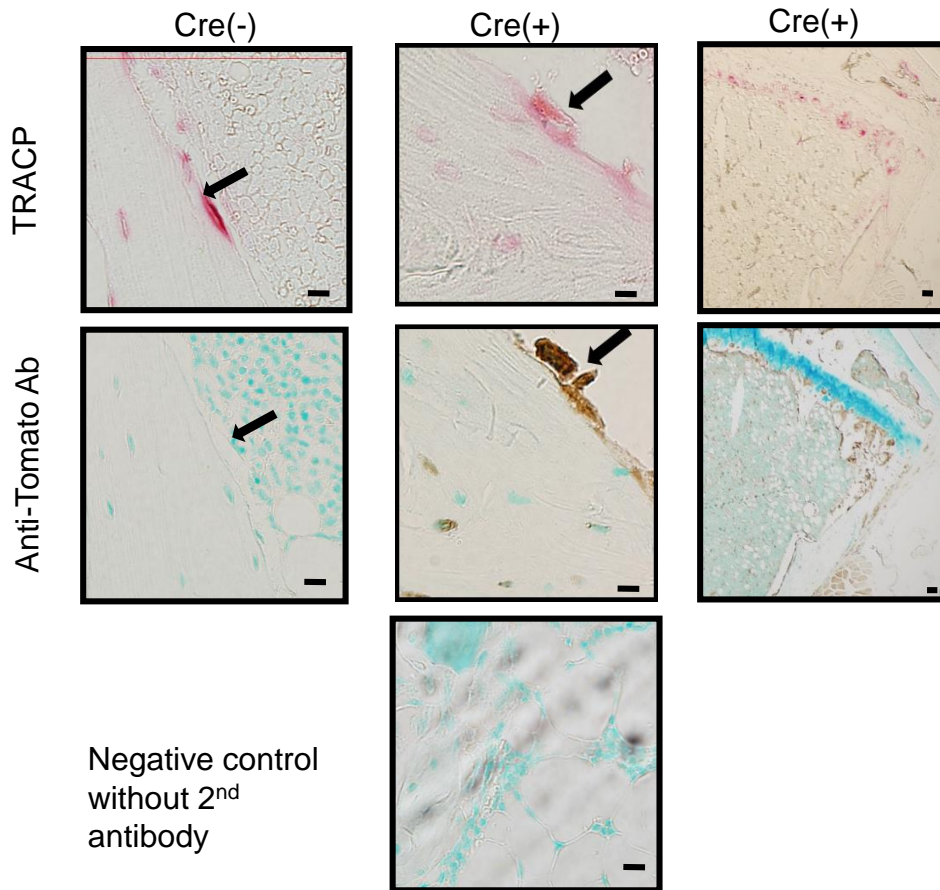 Cre(-)
Cre(+)
Cre(+)
TRACP
Anti-Tomato Ab
Negative control
without 2nd
antibody